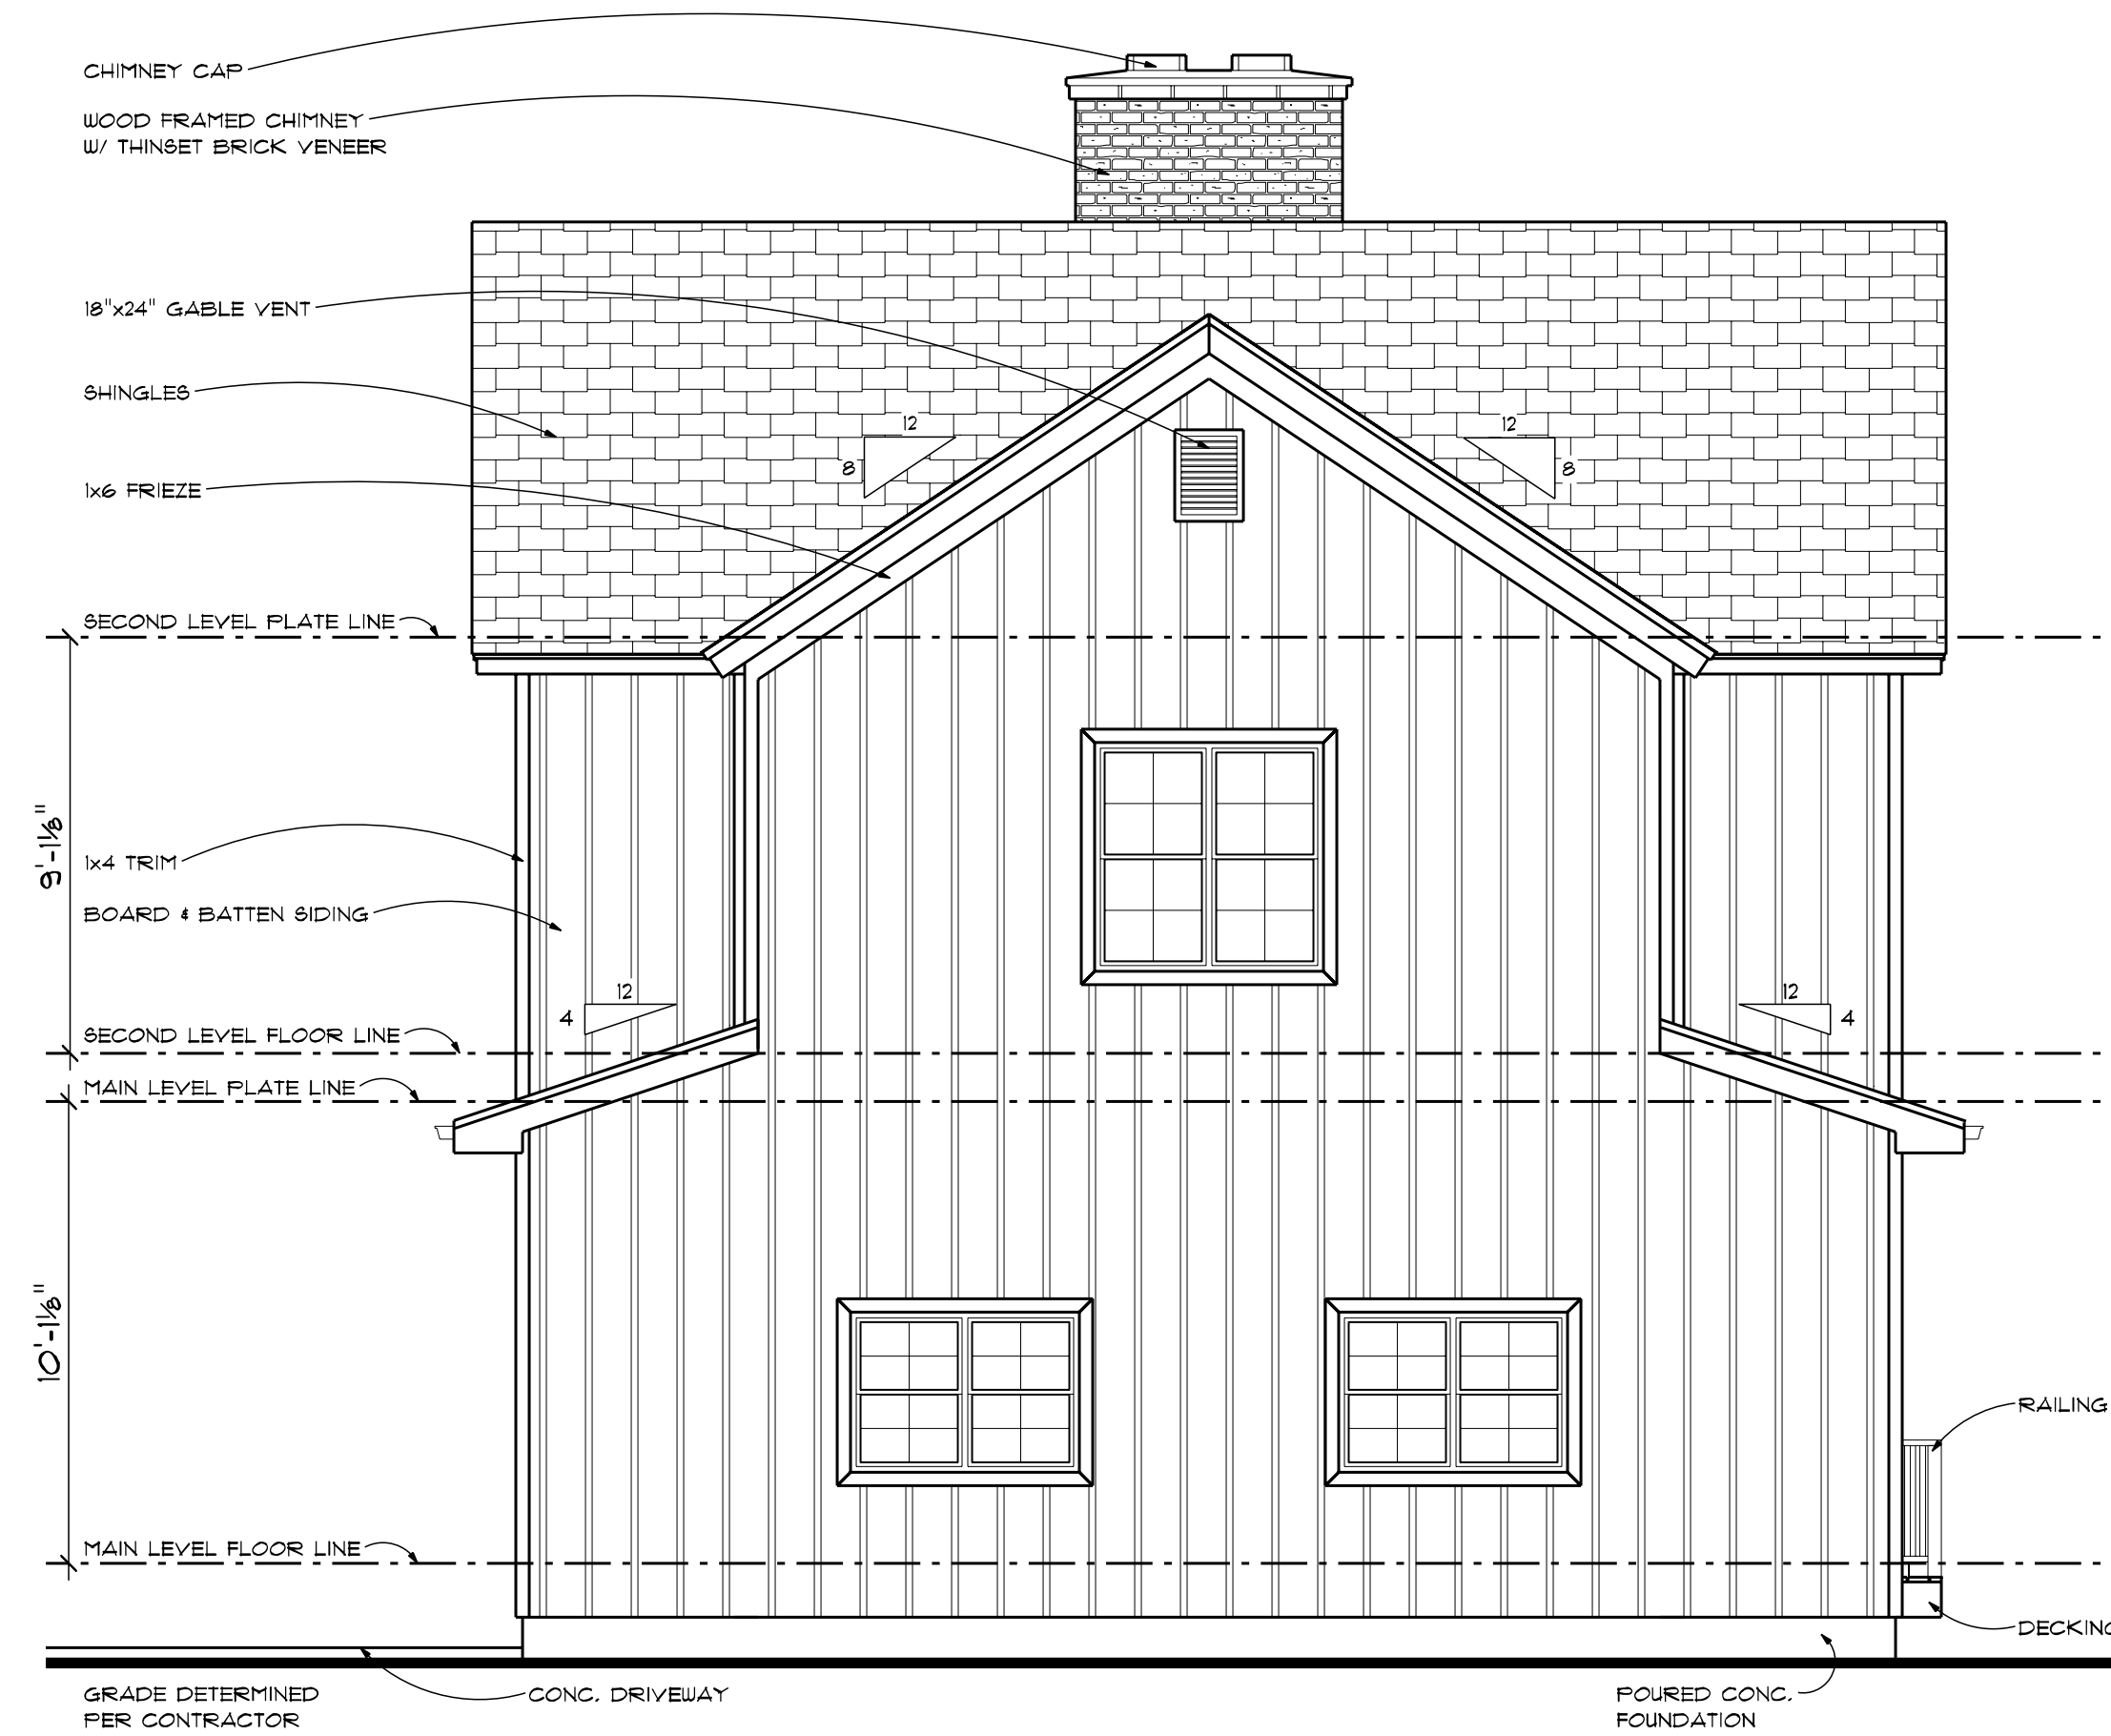 CHIMNEY CAP
WOOD FRAMED CHIMNEY
W/ THINSET BRICK VENEER
18"x24" GABLE VENT
SHINGLES
12
8
12
8
1x6 FRIEZE
SECOND LEVEL PLATE LINE
9'-1⅛"
1x4 TRIM
BOARD & BATTEN SIDING
12
4
12
4
SECOND LEVEL FLOOR LINE
MAIN LEVEL PLATE LINE
10'-1⅛"
RAILING
MAIN LEVEL FLOOR LINE
DECKING
GRADE DETERMINED
PER CONTRACTOR
CONC. DRIVEWAY
POURED CONC.
FOUNDATION